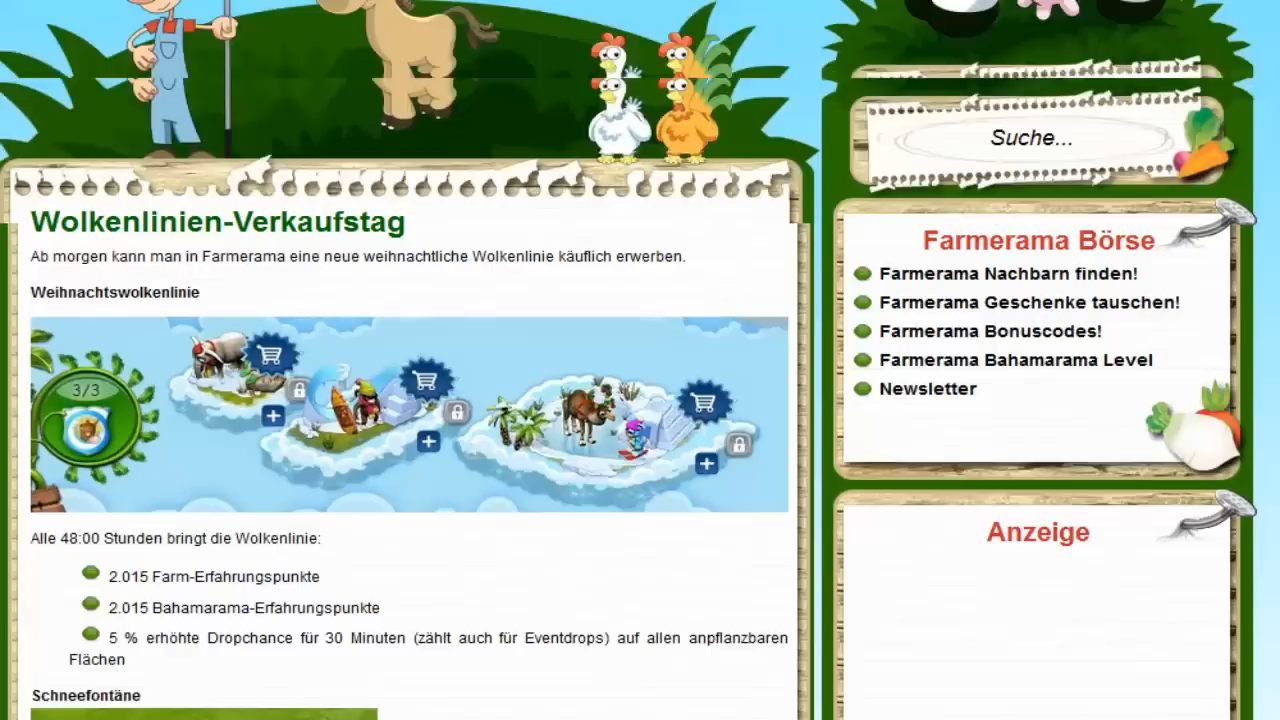 Suche...
Wolkenlinien-Verkaufstag
Ab morgen kann man in Farmerama eine neue weihnachtliche Wolkenlinie käuflich erwerben.
Weihnachtswolkenlinie
3/3
Alle 48:00 Stunden bringt die Wolkenlinie:
2.015 Farm-Erfahrungspunkte
2.015 Bahamarama-Erfahrungspunkte
5 % erhöhte Dropchance für 30 Minuten (zählt auch für Eventdrops) auf allen anpflanzbaren
Flächen
Schneefontäne
Farmerama Börse
Farmerama Nachbarn finden!
Farmerama Geschenke tauschen!
Farmerama Bonuscodes!
Farmerama Bahamarama Level
Newsletter
Anzeige